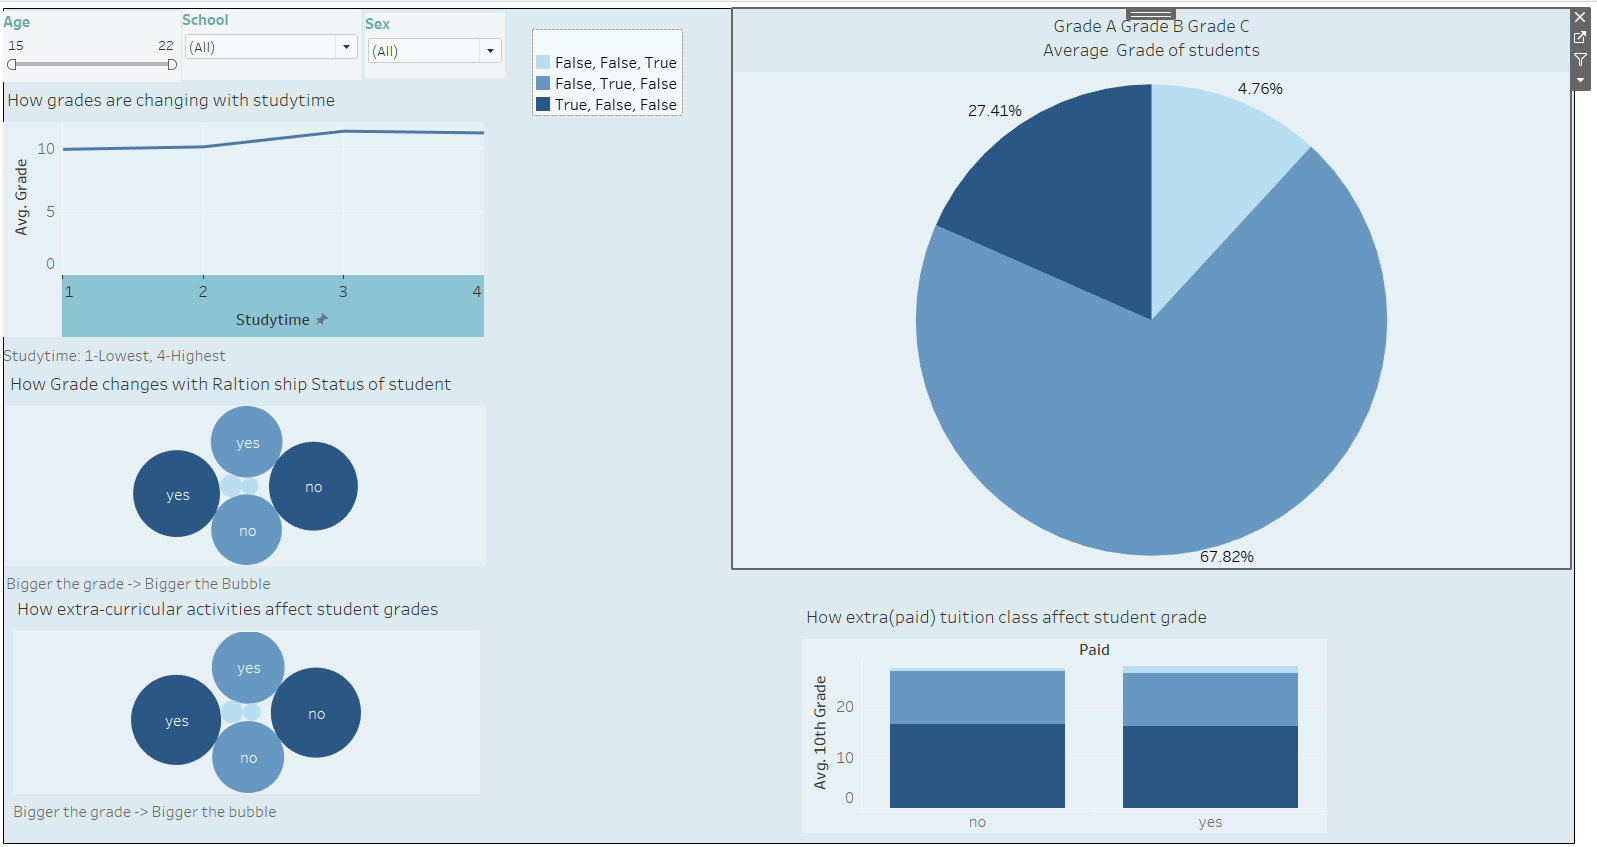 Age
15 22
School
(All)
Sex
(All)
False, False, True
False, True, False
True, False, False
How grades are changing with studytime
Avg. Grade
10
5
0
1 2 3 4
Studytime
Studytime: 1-Lowest, 4-Highest
How Grade changes with Raltion ship Status of student
yes
yes
no
no
Bigger the grade -> Bigger the Bubble
How extra-curricular activities affect student grades
yes
yes
no
no
Bigger the grade -> Bigger the bubble
Grade A Grade B Grade C
Average Grade of students
4.76%
27.41%
67.82%
How extra(paid) tuition class affect student grade
Paid
Avg. 10th Grade
20
10
0
no yes